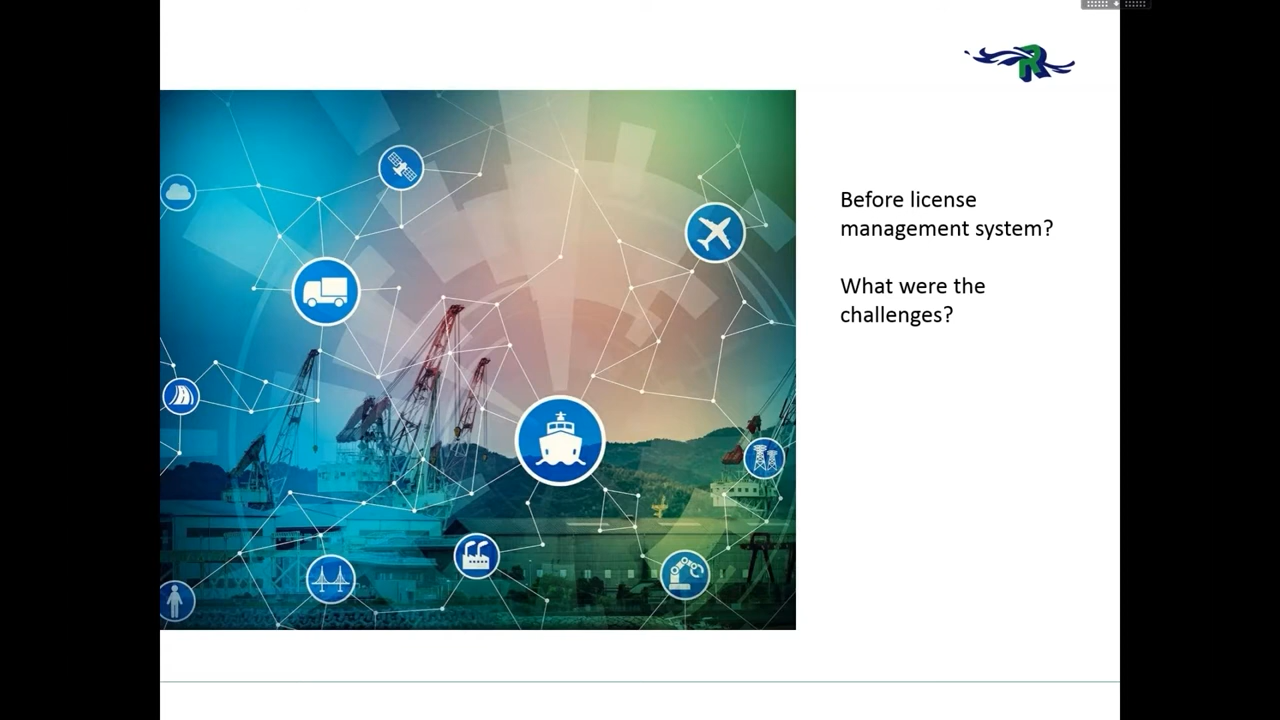 R
Before license
management system?
What were the
challenges?